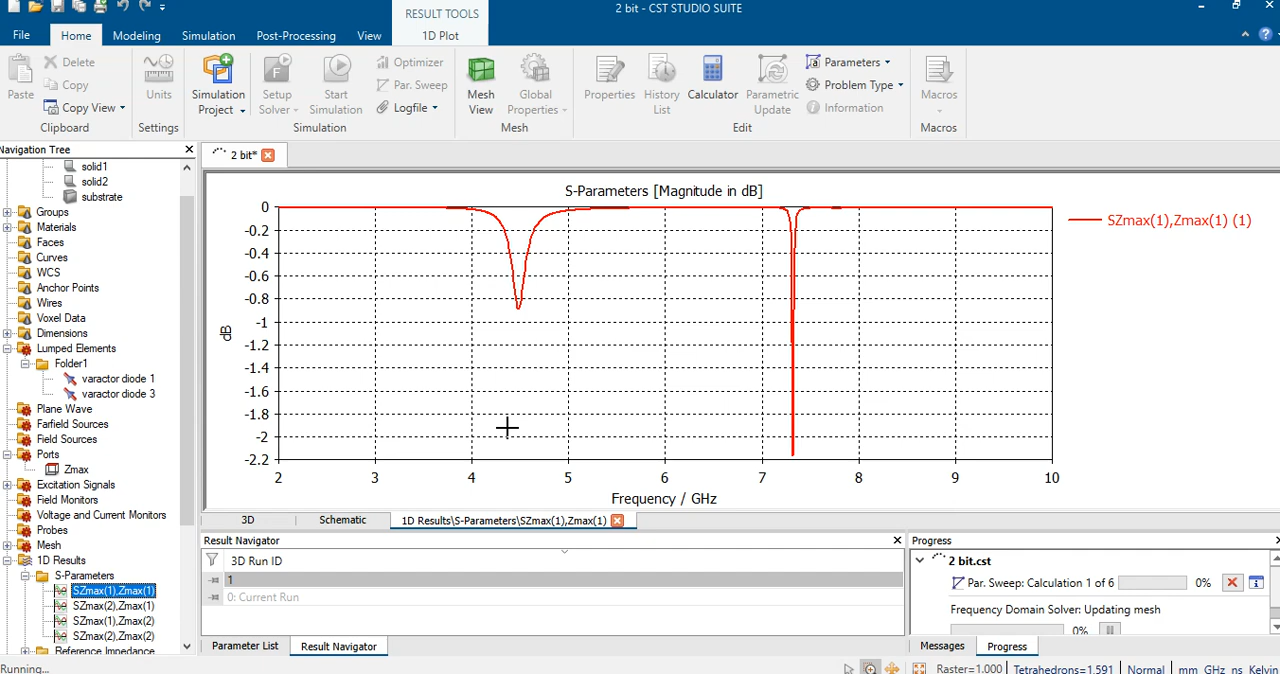 2 bit - CST STUDIO SUITE
RESULT TOOLS
File
Home
Modeling
Simulation
Post-Processing
View
1D Plot
Paste
Delete
Copy
Copy View
Clipboard
Units
Settings
Simulation
Project
Setup
Solver
Start
Simulation
Optimizer
Par. Sweep
Logfile
Simulation
Mesh
View
Global
Properties
Mesh
Properties
History
List
Calculator
Parametric
Update
Parameters
Problem Type
Information
Edit
Macros
Macros
Navigation Tree
solid1
solid2
substrate
Groups
Materials
Faces
Curves
WCS
Anchor Points
Wires
Voxel Data
Dimensions
Lumped Elements
Folder1
varactor diode 1
varactor diode 3
Plane Wave
Farfield Sources
Field Sources
Ports
Zmax
Excitation Signals
Field Monitors
Voltage and Current Monitors
Probes
Mesh
1D Results
S-Parameters
SZmax(1),Zmax(1)
SZmax(2),Zmax(1)
SZmax(1),Zmax(2)
SZmax(2),Zmax(2)
Reference Impedance
2 bit*
S-Parameters [Magnitude in dB]
SZmax(1),Zmax(1) (1)
0
-0.2
-0.4
-0.6
-0.8
-1
-1.2
-1.4
-1.6
-1.8
-2
-2.2
dB
2 3 4 5 6 7 8 9 10
Frequency / GHz
3D
Schematic
1D Results\S-Parameters\SZmax(1),Zmax(1)
Result Navigator
3D Run ID
1
0: Current Run
Parameter List
Result Navigator
Progress
2 bit.cst
Par. Sweep: Calculation 1 of 6
0%
Frequency Domain Solver: Updating mesh
0%
Messages
Progress
Running...
Raster=1.000 Tetrahedrons=1.591 Normal mm GHz ns Kelvin